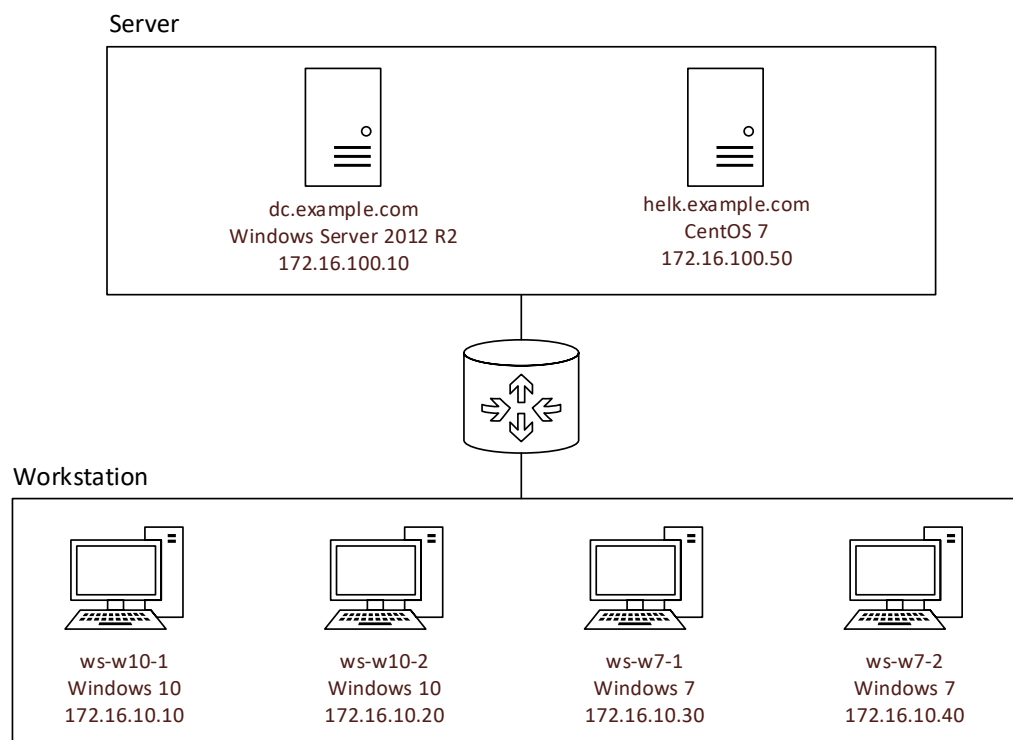 Server
dc.example.com
Windows Server 2012 R2
172.16.100.10
helk.example.com
CentOS 7
172.16.100.50
Workstation
ws-w10-1
Windows 10
172.16.10.10
ws-w10-2
Windows 10
172.16.10.20
ws-w7-1
Windows 7
172.16.10.30
ws-w7-2
Windows 7
172.16.10.40